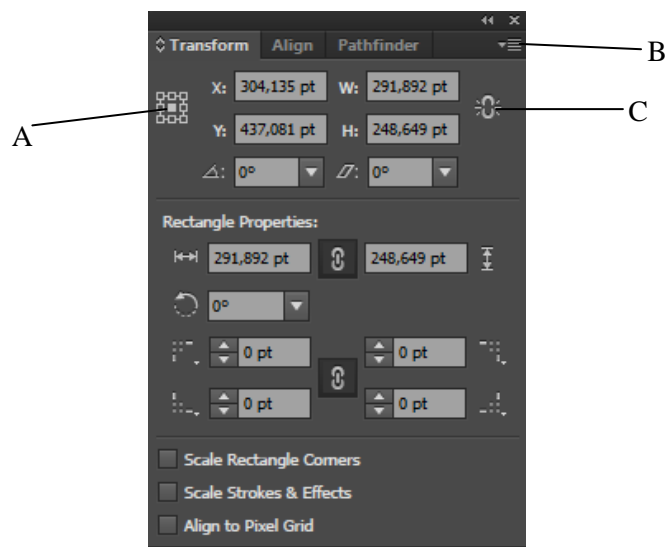 Transform Align Pathfinder
B
X: 304,135 pt W: 291,892 pt
A
C
Y: 437,081 pt H: 248,649 pt
: 0° : 0°
Rectangle Properties:
291,892 pt 248,649 pt
0°
0 pt 0 pt
0 pt 0 pt
Scale Rectangle Corners
Scale Strokes & Effects
Align to Pixel Grid